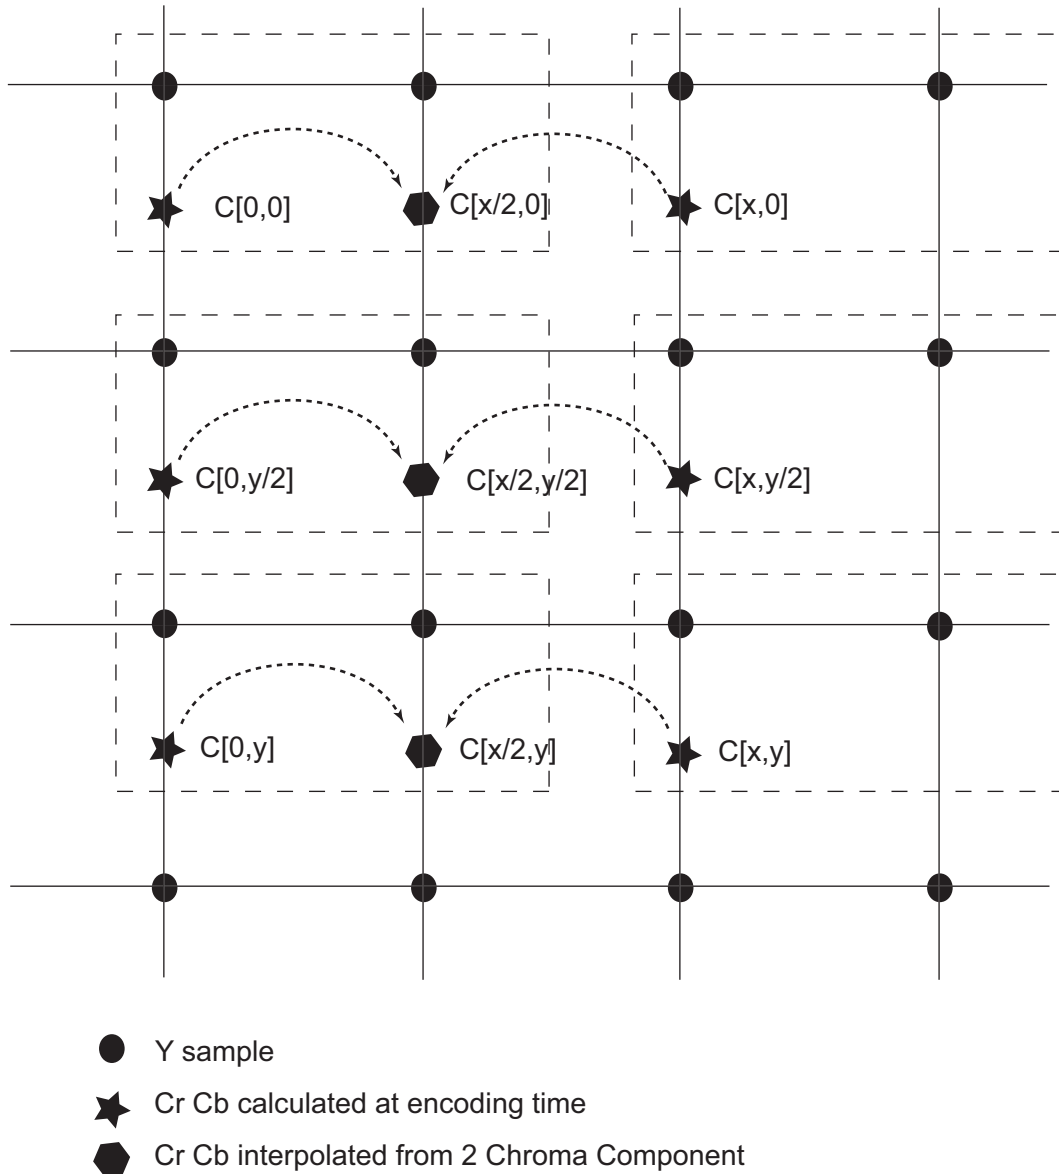 C[0,0] C[x/2,0] C[x,0]
C[0,y/2] C[x/2,y/2] C[x,y/2]
C[0,y] C[x/2,y] C[x,y]
Y sample
Cr Cb calculated at encoding time
Cr Cb interpolated from 2 Chroma Component